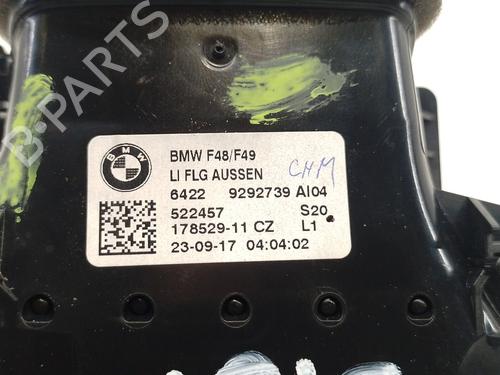 B-PARTS
BMW
BMW F48/F49
LI FLG AUSSEN
CHM
6422 9292739 AI04
522457 S20
178529-11 CZ L1
23-09-17 04:04:02